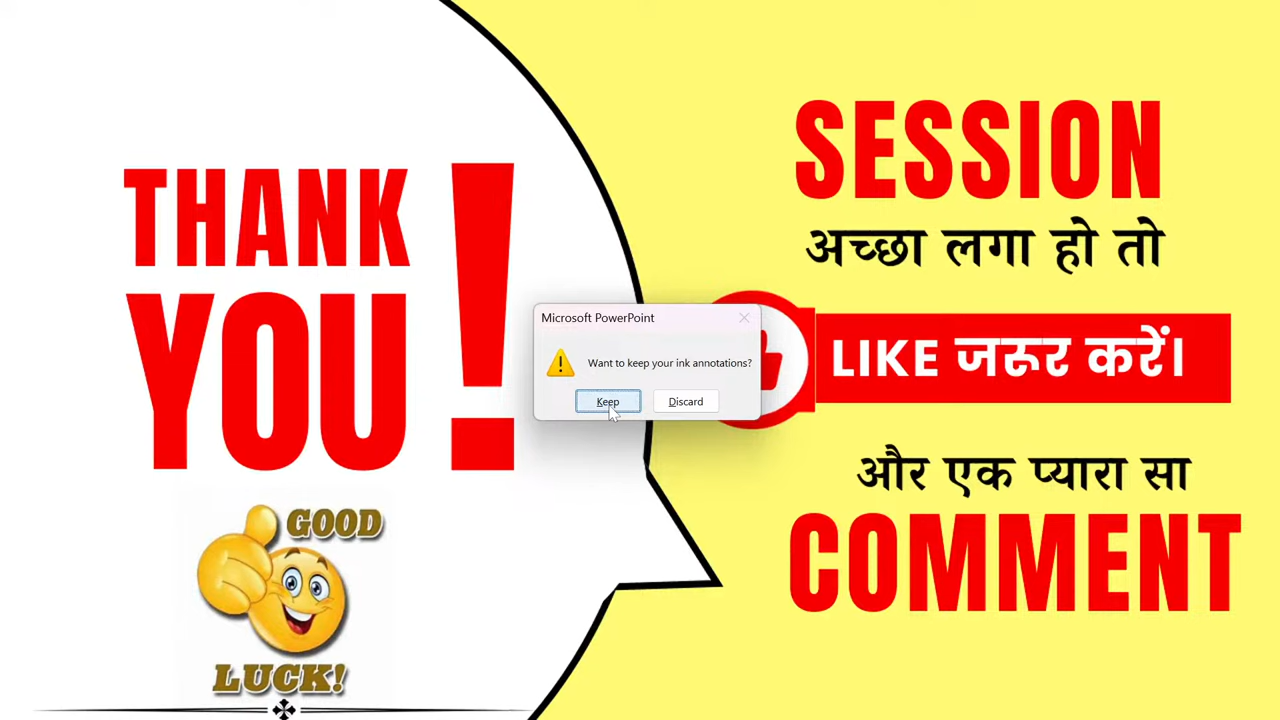 THANK
YOU!
GOOD
LUCK!
SESSION
अच्छा लगा हो तो
LIKE जरूर करें।
और एक प्यारा सा
COMMENT
Microsoft PowerPoint
Want to keep your ink annotations?
Keep
Discard